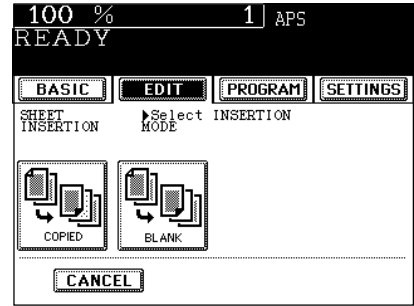 100 % 1 APS
READY
BASIC EDIT PROGRAM SETTINGS
SHEET INSERTION ▶Select INSERTION MODE
COPIED BLANK
CANCEL